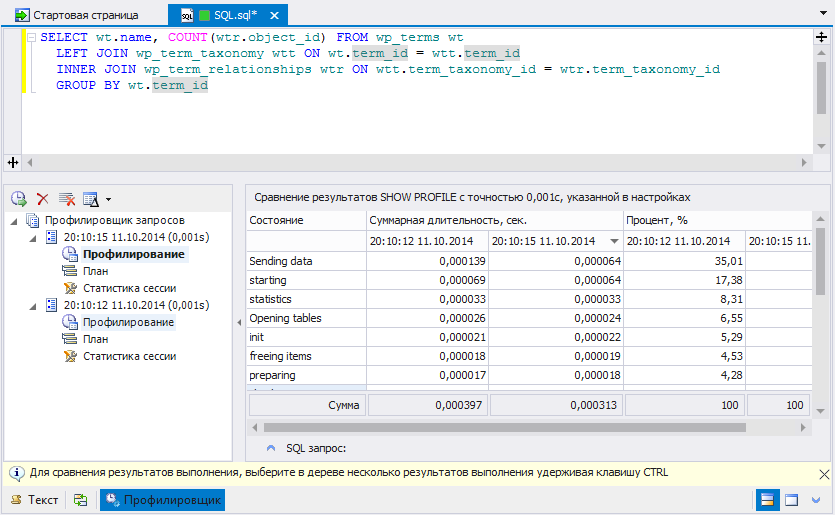 Стартовая страница
SQL.sql*
SELECT wt.name, COUNT(wtr.object_id) FROM wp_terms wt
LEFT JOIN wp_term_taxonomy wtt ON wt.term_id = wtt.term_id
INNER JOIN wp_term_relationships wtr ON wtt.term_taxonomy_id = wtr.term_taxonomy_id
GROUP BY wt.term_id
Профилировщик запросов
20:10:15 11.10.2014 (0,001s)
Профилирование
План
Статистика сессии
20:10:12 11.10.2014 (0,001s)
Профилирование
План
Статистика сессии
Сравнение результатов SHOW PROFILE с точностью 0,001с, указанной в настройках
Состояние Суммарная длительность, сек. Процент, %
20:10:12 11.10.2014 20:10:15 11.10.2014 20:10:12 11.10.2014 20:10:15 11.
Sending data 0,000139 0,000064 35,01
starting 0,000069 0,000064 17,38
statistics 0,000033 0,000033 8,31
Opening tables 0,000026 0,000024 6,55
init 0,000021 0,000022 5,29
freeing items 0,000018 0,000019 4,53
preparing 0,000017 0,000018 4,28
Сумма 0,000397 0,000313 100 100
SQL запрос:
Для сравнения результатов выполнения, выберите в дереве несколько результатов выполнения удерживая клавишу CTRL
Текст
Профилировщик